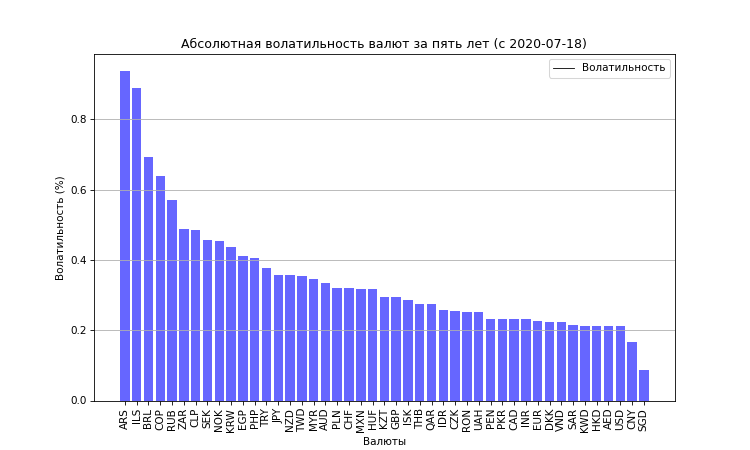 Абсолютная волатильность валют за пять лет (с 2020-07-18)
Волатильность
Волатильность (%)
0.8
0.6
0.4
0.2
0.0
ARS ILS BRL COP RUB ZAR CLP SEK NOK KRW EGP PHP TRY JPY NZD TWD MYR AUD PLN CHF MXN HUF KZT GBP ISK THB QAR IDR CZK RON UAH PEN PKR CAD INR EUR DKK VND SAR KWD HKD AED USD CNY SGD
Валюты